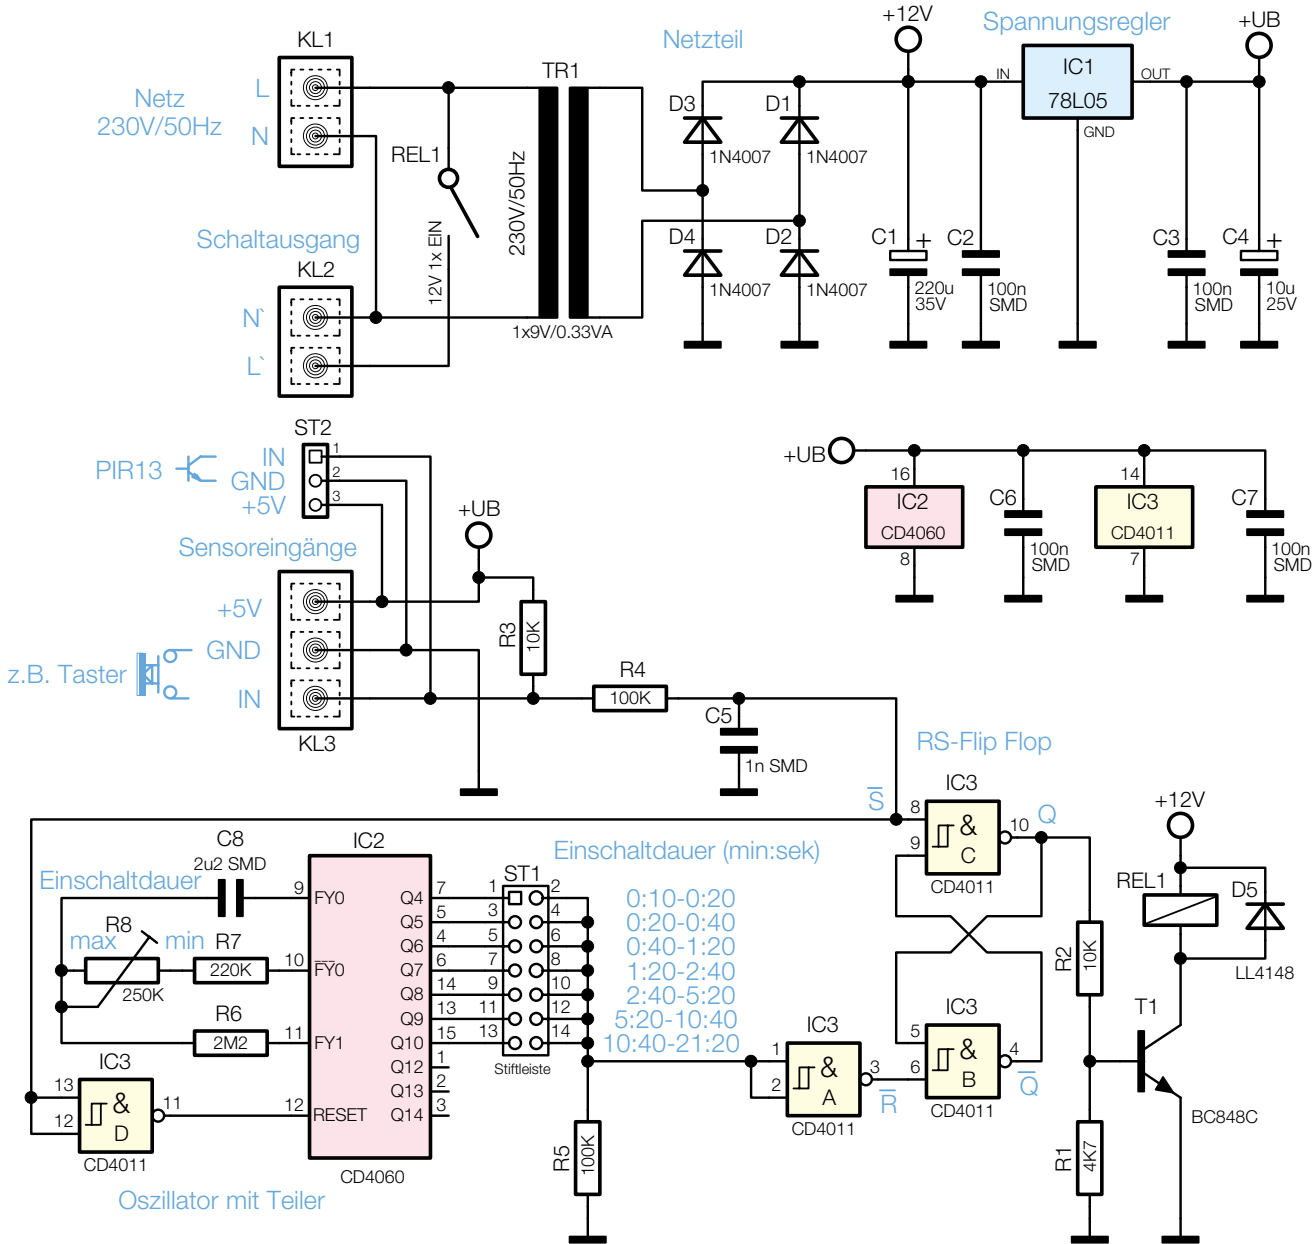 Netzteil
+12V
Spannungsregler
+UB
KL1
L
N
Netz
230V/50Hz
REL1
12V 1x EIN
TR1
230V/50Hz
1x9V/0.33VA
D3
1N4007
D1
1N4007
D4
1N4007
D2
1N4007
IN
IC1
78L05
OUT
GND
C1
+
220u
35V
C2
100n
SMD
C3
100n
SMD
C4
+
10u
25V
Schaltausgang
KL2
N`
L`
ST2
PIR13
IN
GND
+5V
1
2
3
Sensoreingänge
+UB
+5V
GND
IN
z.B. Taster
KL3
R3
10K
R4
100K
C5
1n SMD
+UB
16
IC2
CD4060
8
C6
100n
SMD
14
IC3
CD4011
7
C7
100n
SMD
RS-Flip Flop
S
8
9
IC3
&
C
10
CD4011
Q
+12V
REL1
D5
LL4148
R2
10K
T1
BC848C
R1
4K7
C8
2u2 SMD
Einschaltdauer
R8
max
min
250K
R7
220K
R6
2M2
IC2
9
FY0
10
FY0
11
FY1
12
RESET
Q4
7
Q5
5
Q6
4
Q7
6
Q8
14
Q9
13
Q10
15
Q12
1
Q13
2
Q14
3
CD4060
ST1
1
2
3
4
5
6
7
8
9
10
11
12
13
14
Stiftleiste
Einschaltdauer (min:sek)
0:10-0:20
0:20-0:40
0:40-1:20
1:20-2:40
2:40-5:20
5:20-10:40
10:40-21:20
IC3
1
2
&
A
3
CD4011
R
IC3
5
6
&
B
4
CD4011
Q
IC3
13
12
&
D
11
CD4011
R5
100K
Oszillator mit Teiler